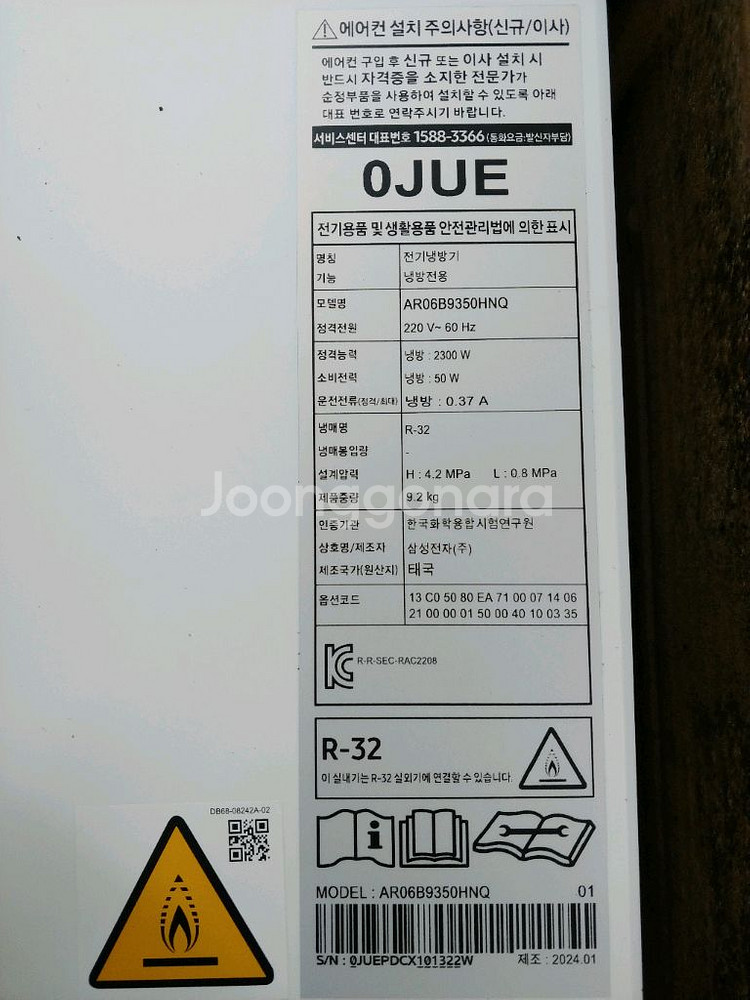 에어컨 설치 주의사항(신규/이사)
에어컨 구입 후 신규 또는 이사 설치 시
반드시 자격증을 소지한 전문가가
순정부품을 사용하여 설치할 수 있도록 아래
대표 번호로 연락주시기 바랍니다.
서비스센터 대표번호 1588-3366 (통화요금:발신자부담)
0JUE
전기용품 및 생활용품 안전관리법에 의한 표시
명칭 전기냉방기
기능 냉방전용
모델명 AR06B9350HNQ
정격전원 220 V~ 60 Hz
정격능력 냉방 : 2300 W
소비전력 냉방 : 50 W
운전전류(정격/최대) 냉방 : 0.37 A
냉매명 R-32
냉매봉입량 -
설계압력 H : 4.2 MPa L : 0.8 MPa
제품중량 9.2 kg
인증기관 한국화학융합시험연구원
상호명/제조자 삼성전자(주)
제조국가(원산지) 태국
옵션코드 13 C0 50 80 EA 71 00 07 14 06
21 00 00 01 50 00 40 10 03 35
R-R-SEC-RAC2208
R-32
이 실내기는 R-32 실외기에 연결할 수 있습니다.
MODEL : AR06B9350HNQ 01
S/N : 0JUEPDCX101322W 제조 : 2024.01
DB68-08242A-02
Joonggonara